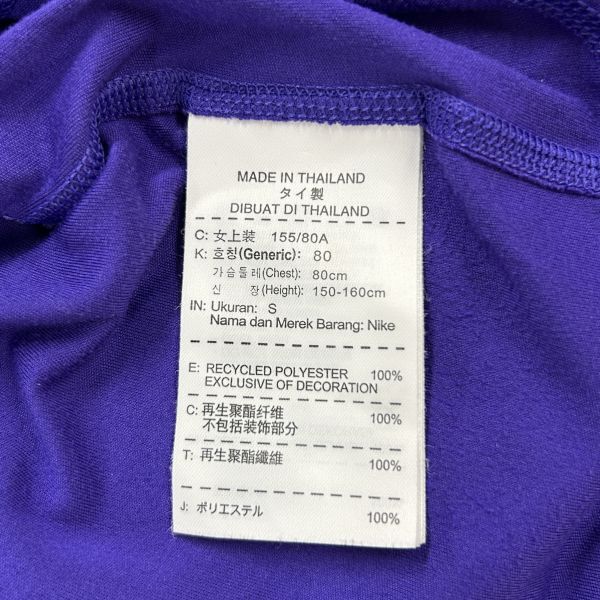 MADE IN THAILAND
タイ製
DIBUAT DI THAILAND
C: 女上装 155/80A
K: 호칭(Generic): 80
가슴둘레(Chest): 80cm
신 장(Height): 150-160cm
IN: Ukuran: S
Nama dan Merek Barang: Nike
E: RECYCLED POLYESTER 100%
EXCLUSIVE OF DECORATION
C: 再生聚酯纤维 100%
不包括装饰部分
T: 再生聚酯纖維 100%
J: ポリエステル 100%